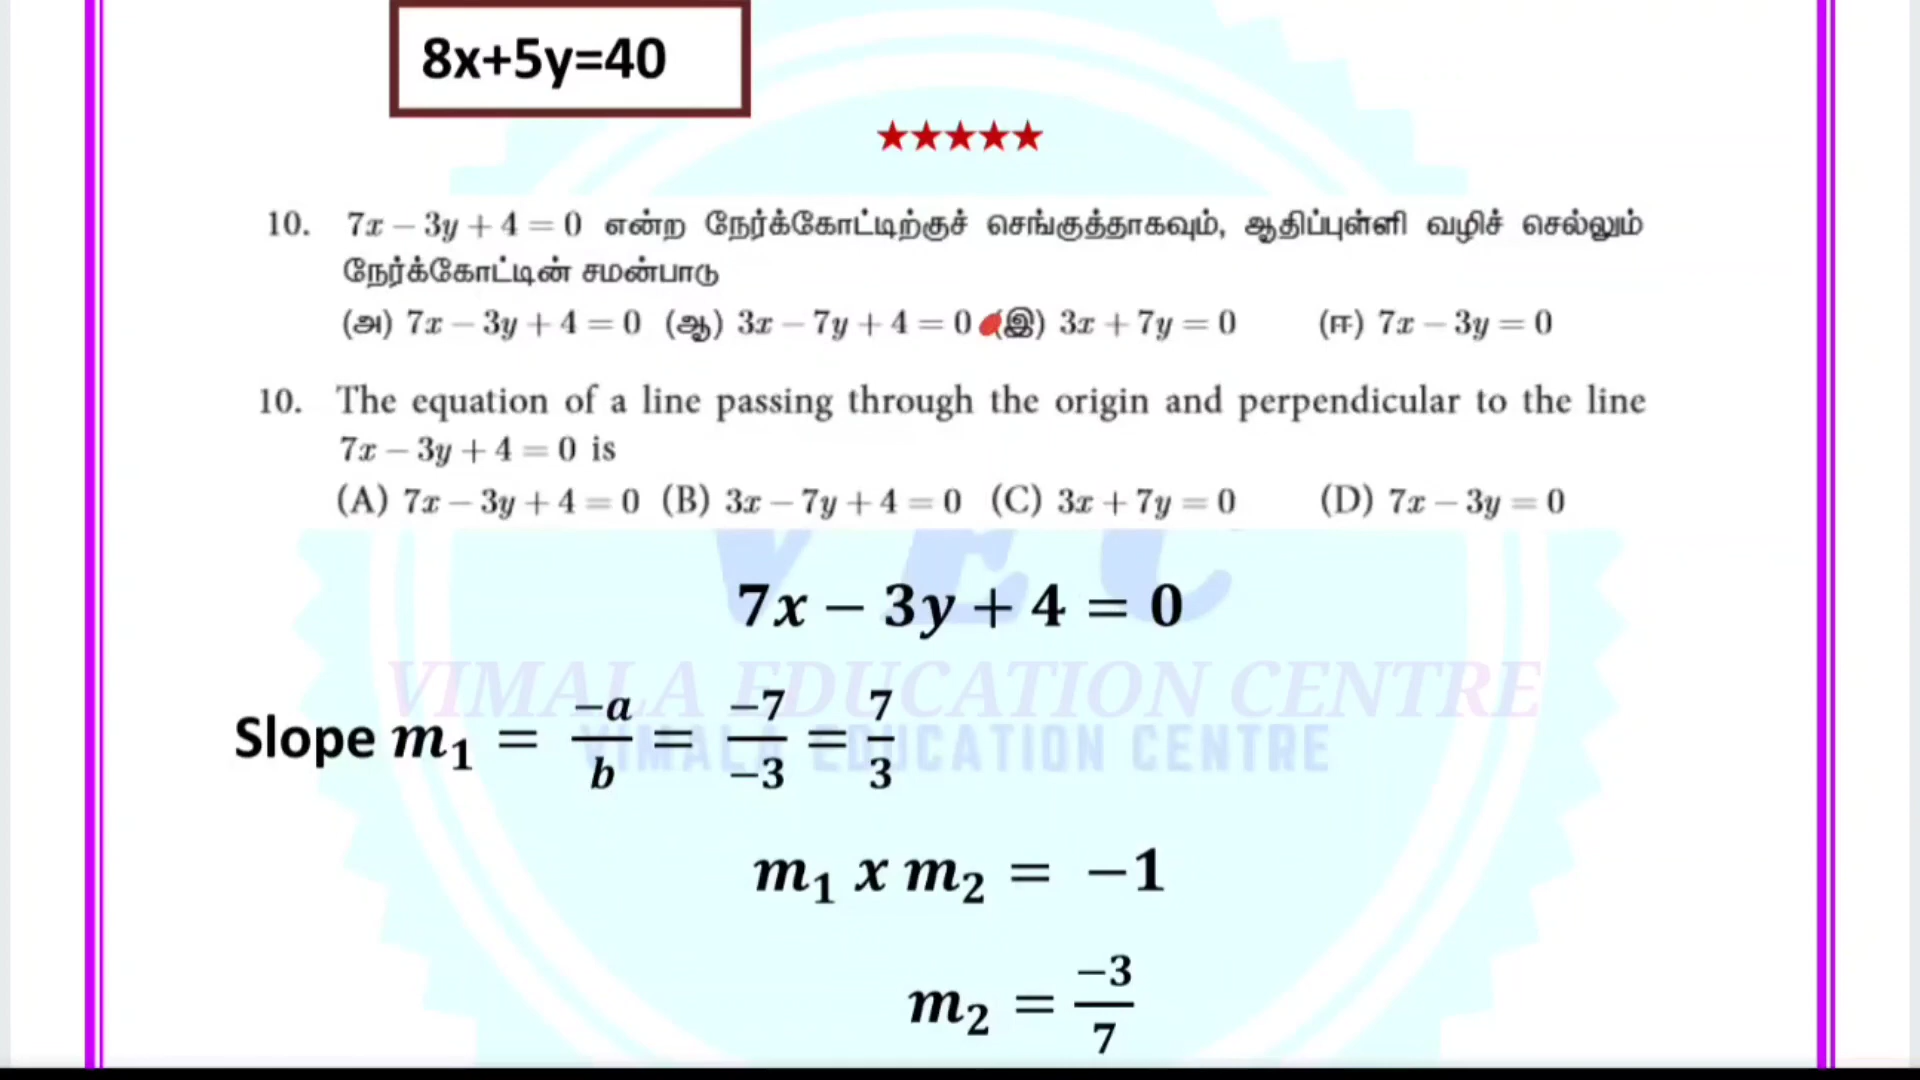 8x+5y=40
★★★★★
10. 7x − 3y + 4 = 0 என்ற நேர்க்கோட்டிற்குச் செங்குத்தாகவும், ஆதிப்புள்ளி வழிச் செல்லும்
நேர்க்கோட்டின் சமன்பாடு
(அ) 7x − 3y + 4 = 0 (ஆ) 3x − 7y + 4 = 0 (இ) 3x + 7y = 0 (ஈ) 7x − 3y = 0
10. The equation of a line passing through the origin and perpendicular to the line
7x − 3y + 4 = 0 is
(A) 7x − 3y + 4 = 0 (B) 3x − 7y + 4 = 0 (C) 3x + 7y = 0 (D) 7x − 3y = 0
VEC
7x − 3y + 4 = 0
VIMALA EDUCATION CENTRE
Slope m₁ = −a/b = −7/−3 = 7/3
VIMALA EDUCATION CENTRE
m₁ x m₂ = −1
m₂ = −3/7